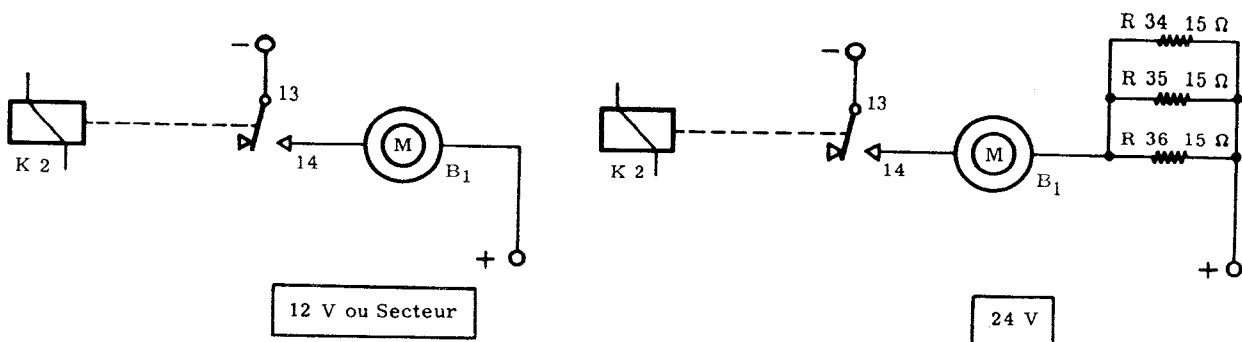 R 34 15 Ω
R 35 15 Ω
R 36 15 Ω
−
13
K 2
14
M
B1
+
12 V ou Secteur
−
13
K 2
14
M
B1
+
24 V